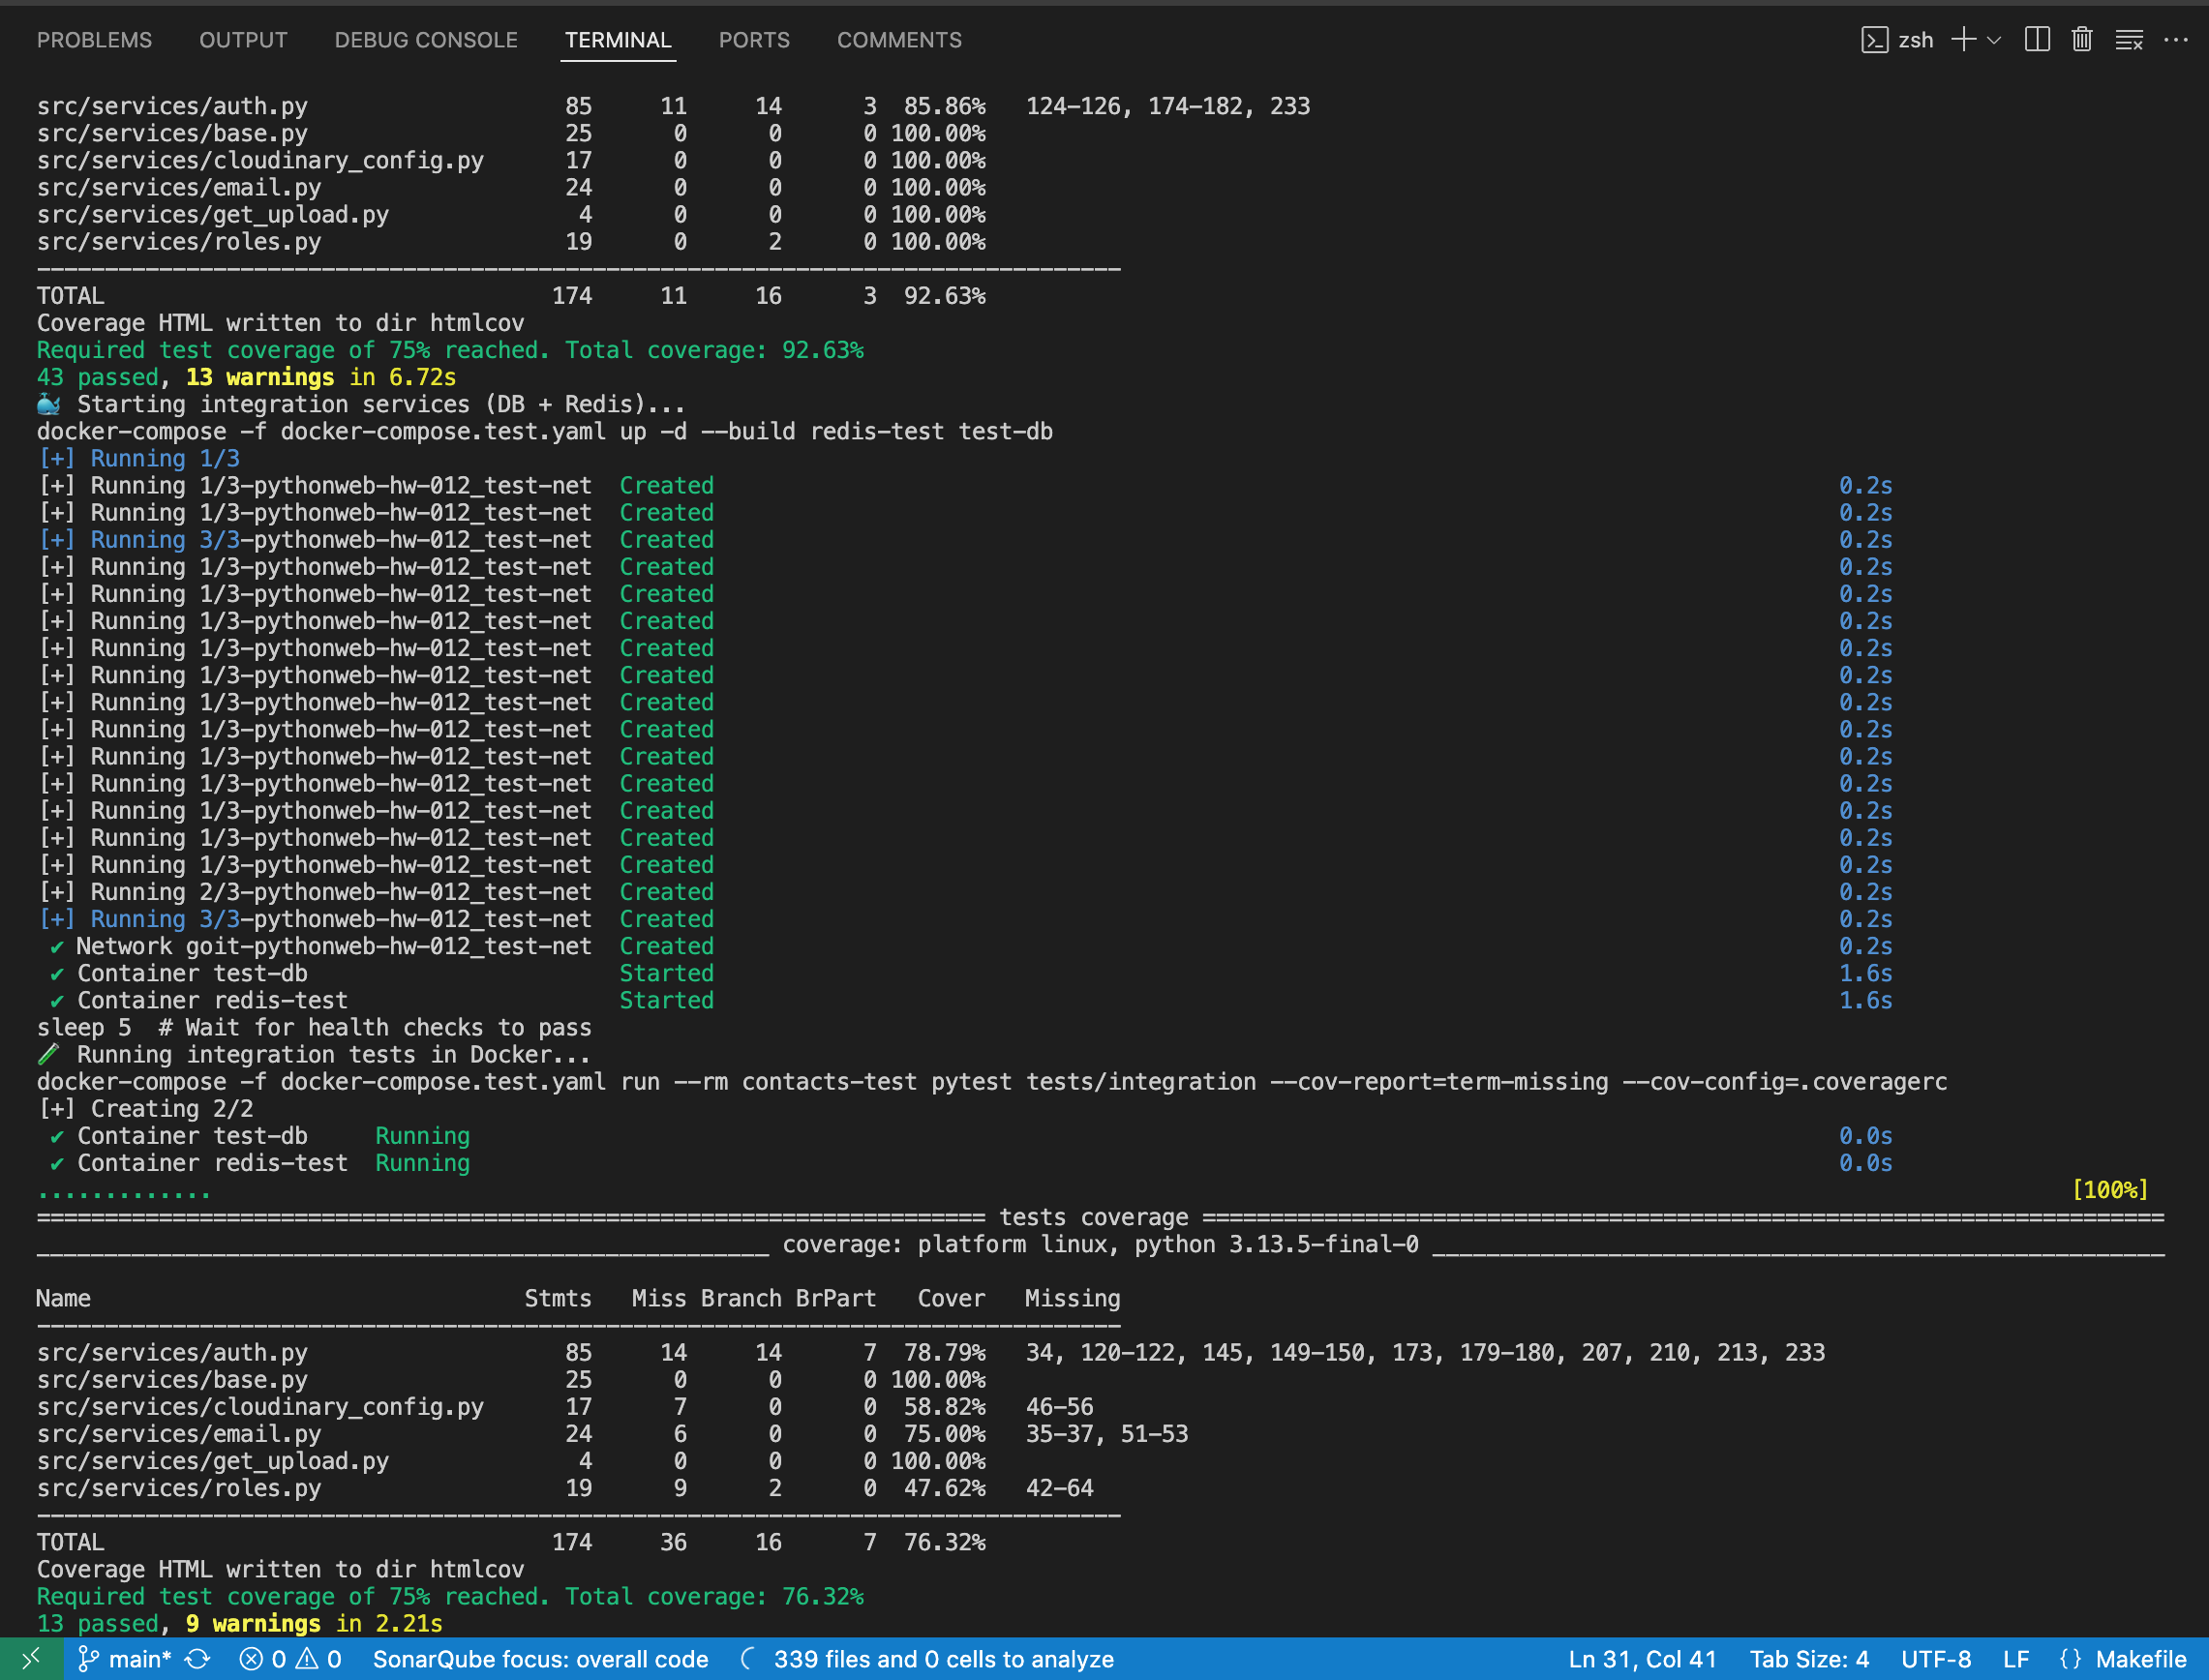 PROBLEMS OUTPUT DEBUG CONSOLE TERMINAL PORTS COMMENTS zsh
src/services/auth.py 85 11 14 3 85.86% 124-126, 174-182, 233
src/services/base.py 25 0 0 0 100.00%
src/services/cloudinary_config.py 17 0 0 0 100.00%
src/services/email.py 24 0 0 0 100.00%
src/services/get_upload.py 4 0 0 0 100.00%
src/services/roles.py 19 0 2 0 100.00%
--------------------------------------------------------------------------------
TOTAL 174 11 16 3 92.63%
Coverage HTML written to dir htmlcov
Required test coverage of 75% reached. Total coverage: 92.63%
43 passed, 13 warnings in 6.72s
🐳 Starting integration services (DB + Redis)...
docker-compose -f docker-compose.test.yaml up -d --build redis-test test-db
[+] Running 1/3
[+] Running 1/3-pythonweb-hw-012_test-net Created 0.2s
[+] Running 1/3-pythonweb-hw-012_test-net Created 0.2s
[+] Running 3/3-pythonweb-hw-012_test-net Created 0.2s
[+] Running 1/3-pythonweb-hw-012_test-net Created 0.2s
[+] Running 1/3-pythonweb-hw-012_test-net Created 0.2s
[+] Running 1/3-pythonweb-hw-012_test-net Created 0.2s
[+] Running 1/3-pythonweb-hw-012_test-net Created 0.2s
[+] Running 1/3-pythonweb-hw-012_test-net Created 0.2s
[+] Running 1/3-pythonweb-hw-012_test-net Created 0.2s
[+] Running 1/3-pythonweb-hw-012_test-net Created 0.2s
[+] Running 1/3-pythonweb-hw-012_test-net Created 0.2s
[+] Running 1/3-pythonweb-hw-012_test-net Created 0.2s
[+] Running 1/3-pythonweb-hw-012_test-net Created 0.2s
[+] Running 1/3-pythonweb-hw-012_test-net Created 0.2s
[+] Running 1/3-pythonweb-hw-012_test-net Created 0.2s
[+] Running 2/3-pythonweb-hw-012_test-net Created 0.2s
[+] Running 3/3-pythonweb-hw-012_test-net Created 0.2s
✔ Network goit-pythonweb-hw-012_test-net Created 0.2s
✔ Container test-db Started 1.6s
✔ Container redis-test Started 1.6s
sleep 5 # Wait for health checks to pass
🧪 Running integration tests in Docker...
docker-compose -f docker-compose.test.yaml run --rm contacts-test pytest tests/integration --cov-report=term-missing --cov-config=.coveragerc
[+] Creating 2/2
✔ Container test-db Running 0.0s
✔ Container redis-test Running 0.0s
............. [100%]
====================================================================== tests coverage =======================================================================
______________________________________________________ coverage: platform linux, python 3.13.5-final-0 ______________________________________________________
Name Stmts Miss Branch BrPart Cover Missing
--------------------------------------------------------------------------------
src/services/auth.py 85 14 14 7 78.79% 34, 120-122, 145, 149-150, 173, 179-180, 207, 210, 213, 233
src/services/base.py 25 0 0 0 100.00%
src/services/cloudinary_config.py 17 7 0 0 58.82% 46-56
src/services/email.py 24 6 0 0 75.00% 35-37, 51-53
src/services/get_upload.py 4 0 0 0 100.00%
src/services/roles.py 19 9 2 0 47.62% 42-64
--------------------------------------------------------------------------------
TOTAL 174 36 16 7 76.32%
Coverage HTML written to dir htmlcov
Required test coverage of 75% reached. Total coverage: 76.32%
13 passed, 9 warnings in 2.21s
main* 0 0 SonarQube focus: overall code 339 files and 0 cells to analyze Ln 31, Col 41 Tab Size: 4 UTF-8 LF {} Makefile